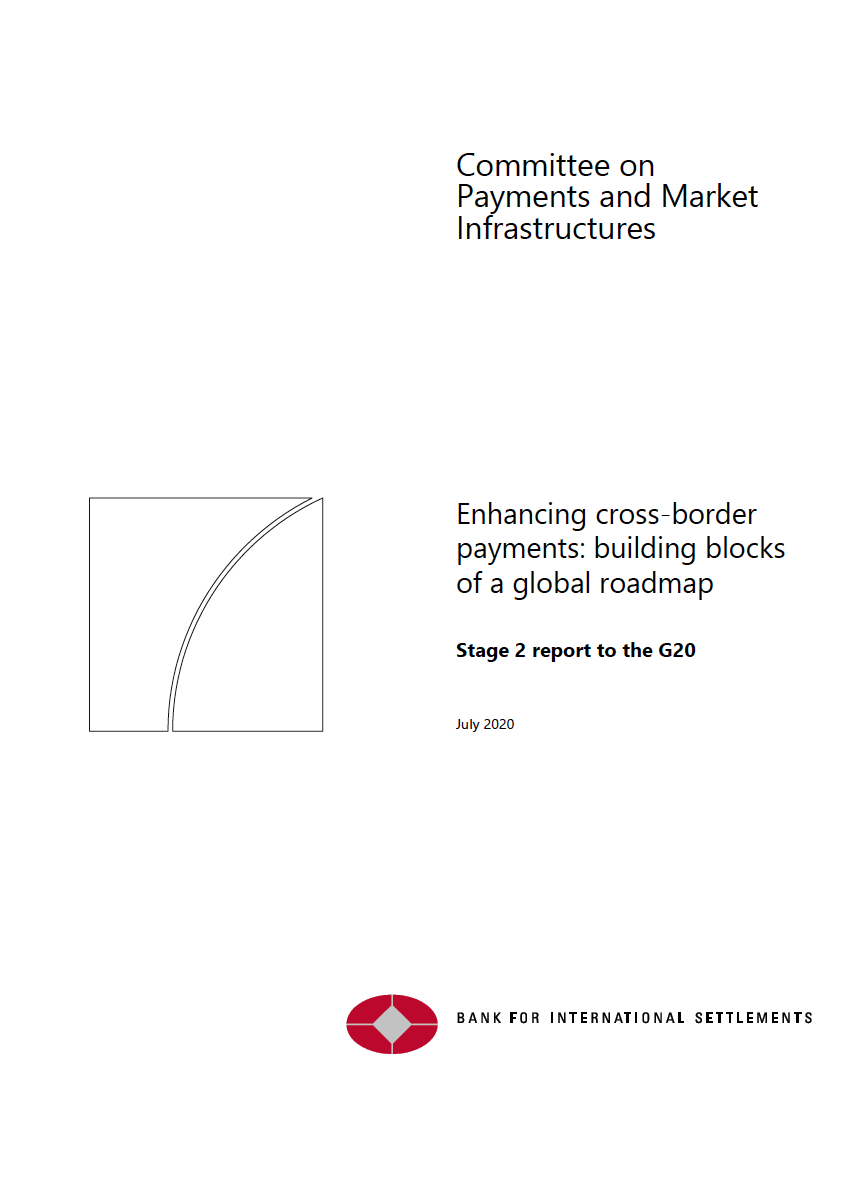 Committee on
Payments and Market
Infrastructures
Enhancing cross-border
payments: building blocks
of a global roadmap
Stage 2 report to the G20
July 2020
BANK FOR INTERNATIONAL SETTLEMENTS